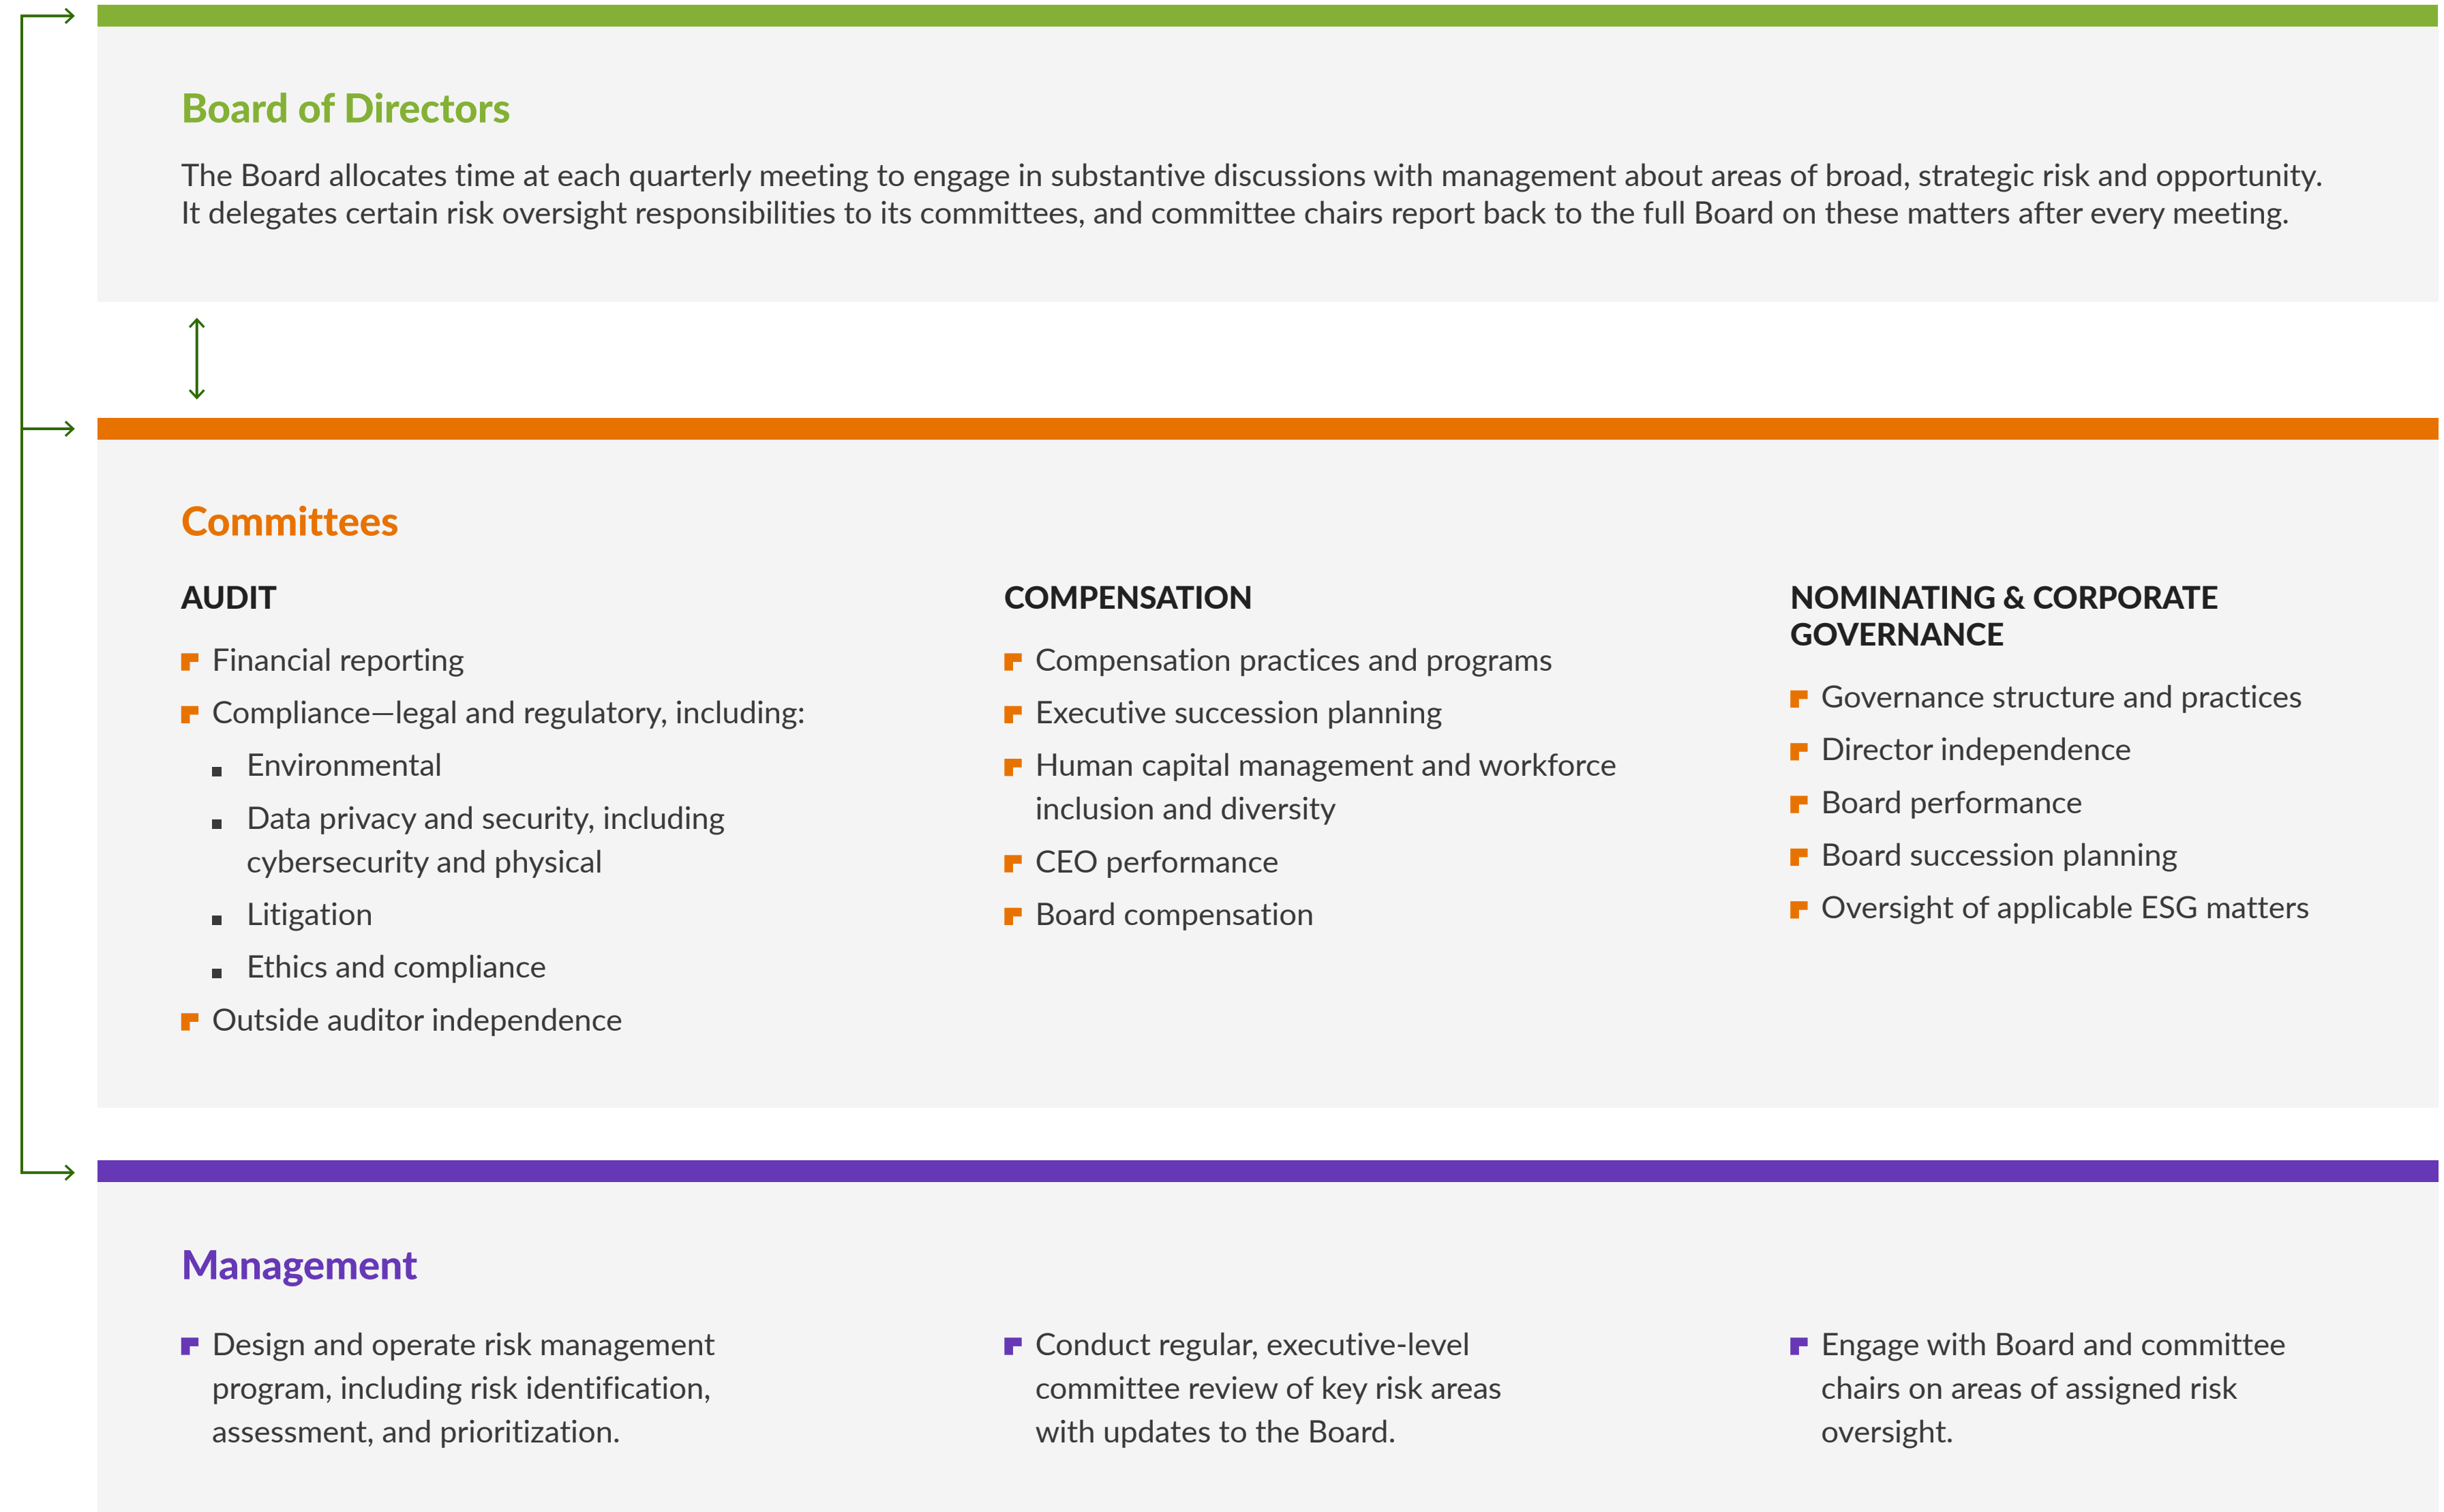 Board of Directors
The Board allocates time at each quarterly meeting to engage in substantive discussions with management about areas of broad, strategic risk and opportunity.
It delegates certain risk oversight responsibilities to its committees, and committee chairs report back to the full Board on these matters after every meeting.
Committees
AUDIT
Financial reporting
Compliance—legal and regulatory, including:
Environmental
Data privacy and security, including
cybersecurity and physical
Litigation
Ethics and compliance
Outside auditor independence
COMPENSATION
Compensation practices and programs
Executive succession planning
Human capital management and workforce
inclusion and diversity
CEO performance
Board compensation
NOMINATING & CORPORATE
GOVERNANCE
Governance structure and practices
Director independence
Board performance
Board succession planning
Oversight of applicable ESG matters
Management
Design and operate risk management
program, including risk identification,
assessment, and prioritization.
Conduct regular, executive-level
committee review of key risk areas
with updates to the Board.
Engage with Board and committee
chairs on areas of assigned risk
oversight.